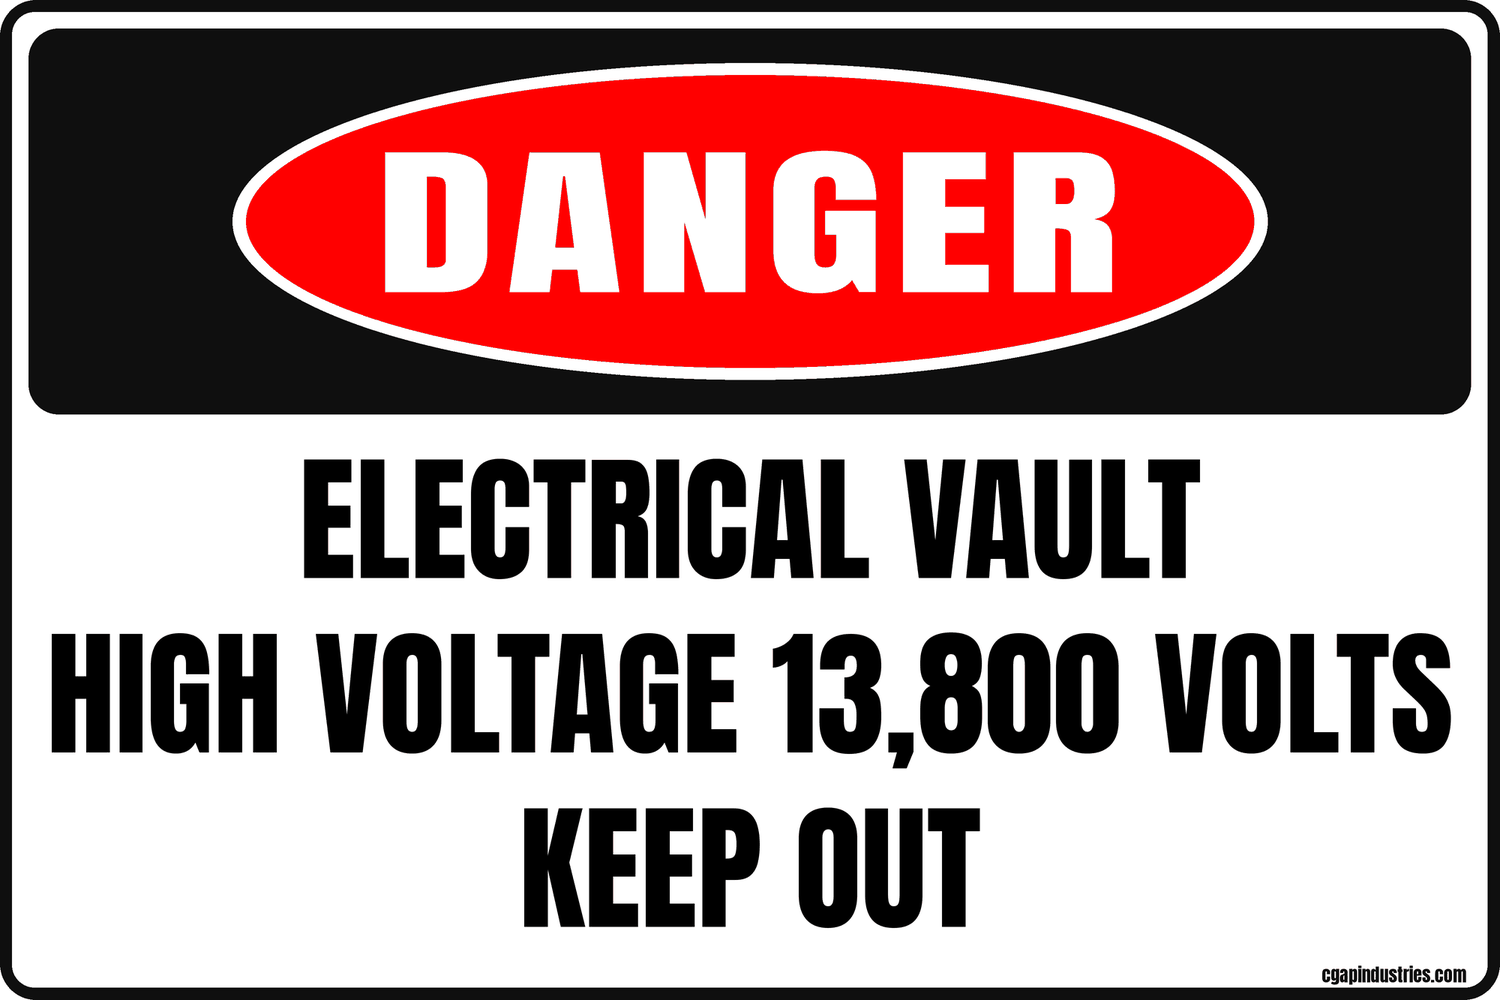 DANGER
ELECTRICAL VAULT
HIGH VOLTAGE 13,800 VOLTS
KEEP OUT
cgapindustries.com